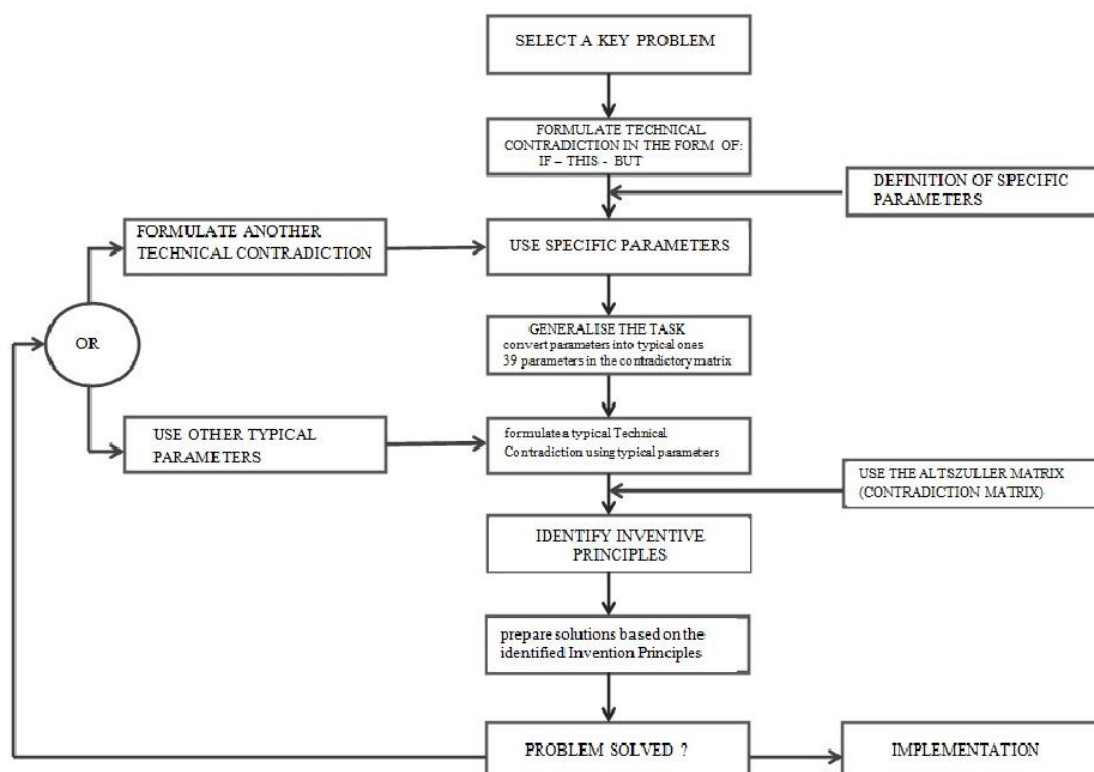 SELECT A KEY PROBLEM
FORMULATE TECHNICAL
CONTRADICTION IN THE FORM OF:
IF – THIS - BUT
DEFINITION OF SPECIFIC
PARAMETERS
FORMULATE ANOTHER
TECHNICAL CONTRADICTION
USE SPECIFIC PARAMETERS
OR
GENERALISE THE TASK
convert parameters into typical ones
39 parameters in the contradictory matrix
USE OTHER TYPICAL
PARAMETERS
formulate a typical Technical
Contradiction using typical parameters
USE THE ALTSZULLER MATRIX
(CONTRADICTION MATRIX)
IDENTIFY INVENTIVE
PRINCIPLES
prepare solutions based on the
identified Invention Principles
PROBLEM SOLVED ?
IMPLEMENTATION